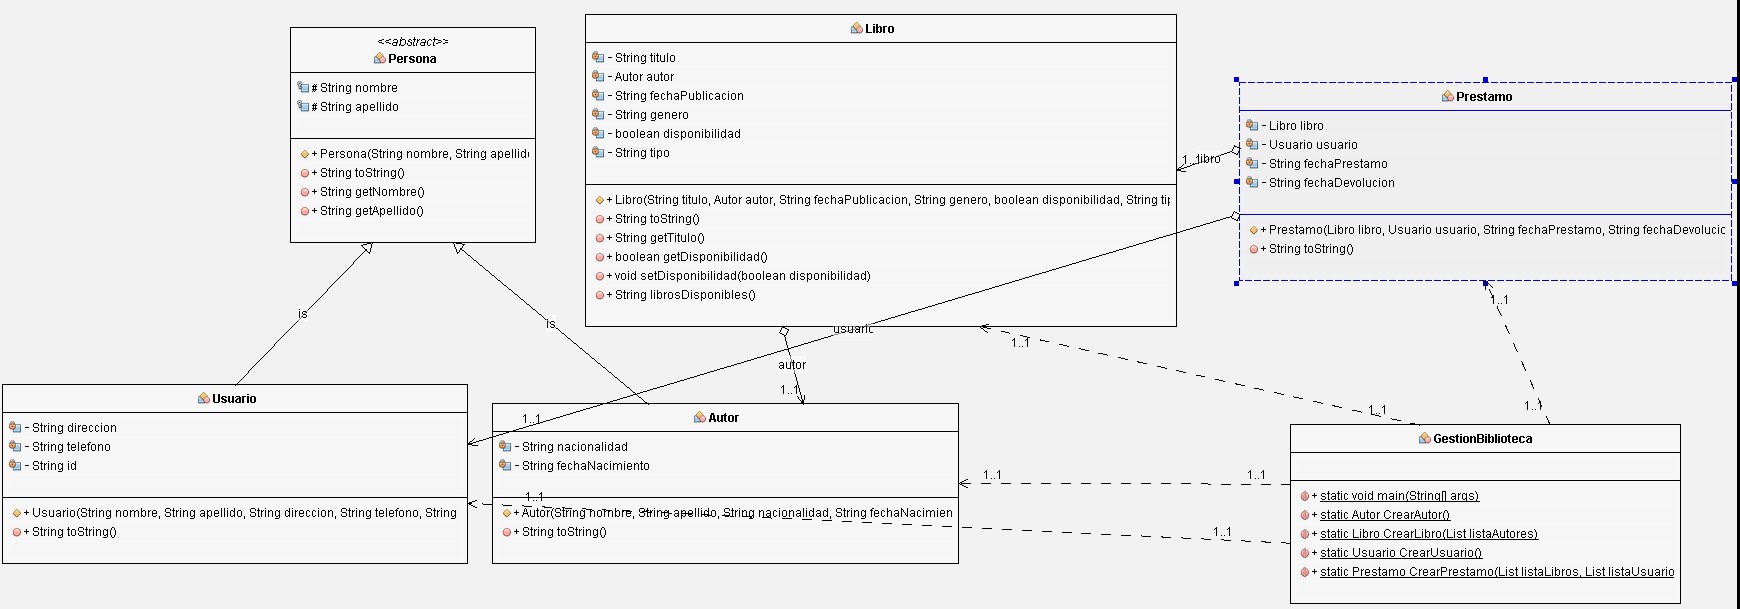 <<abstract>>
Persona
# String nombre
# String apellido
+ Persona(String nombre, String apellid
+ String toString()
+ String getNombre()
+ String getApellido()
Libro
- String titulo
- Autor autor
- String fechaPublicacion
- String genero
- boolean disponibilidad
- String tipo
+ Libro(String titulo, Autor autor, String fechaPublicacion, String genero, boolean disponibilidad, String tip
+ String toString()
+ String getTitulo()
+ boolean getDisponibilidad()
+ void setDisponibilidad(boolean disponibilidad)
+ String librosDisponibles()
Prestamo
- Libro libro
- Usuario usuario
- String fechaPrestamo
- String fechaDevolucion
+ Prestamo(Libro libro, Usuario usuario, String fechaPrestamo, String fechaDevolucic
+ String toString()
1..libro
is
is
usuaric
autor
1..1
1..1
1..1
1..1
1..1
1..1
Usuario
- String direccion
- String telefono
- String id
+ Usuario(String nombre, String apellido, String direccion, String telefono, String
+ String toString()
1..1
Autor
- String nacionalidad
- String fechaNacimiento
+ Autor(String nombre, String apellido, String nacionalidad, String fechaNacimien
+ String toString()
1..1
1..1
1..1
1..1
GestionBiblioteca
+ static void main(String[] args)
+ static Autor CrearAutor()
+ static Libro CrearLibro(List listaAutores)
+ static Usuario CrearUsuario()
+ static Prestamo CrearPrestamo(List listaLibros, List listaUsuario